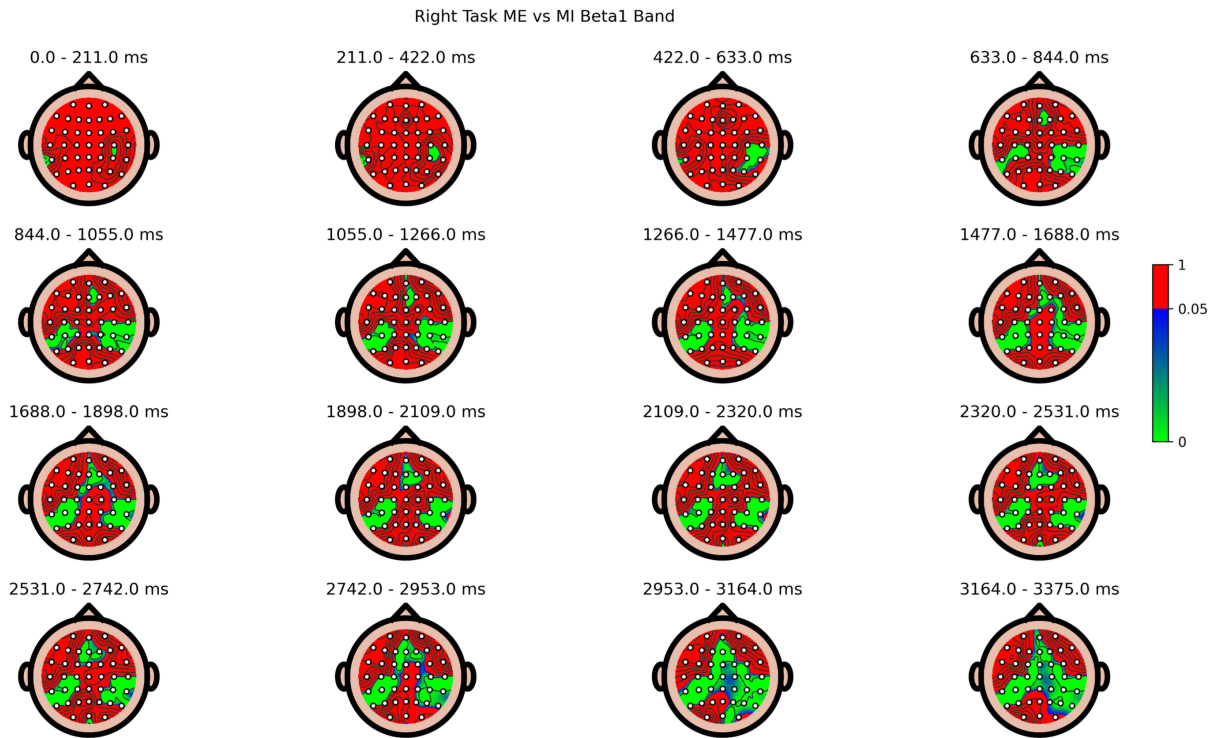 Right Task ME vs MI Beta1 Band
0.0 - 211.0 ms
211.0 - 422.0 ms
422.0 - 633.0 ms
633.0 - 844.0 ms
844.0 - 1055.0 ms
1055.0 - 1266.0 ms
1266.0 - 1477.0 ms
1477.0 - 1688.0 ms
1
0.05
0
1688.0 - 1898.0 ms
1898.0 - 2109.0 ms
2109.0 - 2320.0 ms
2320.0 - 2531.0 ms
2531.0 - 2742.0 ms
2742.0 - 2953.0 ms
2953.0 - 3164.0 ms
3164.0 - 3375.0 ms